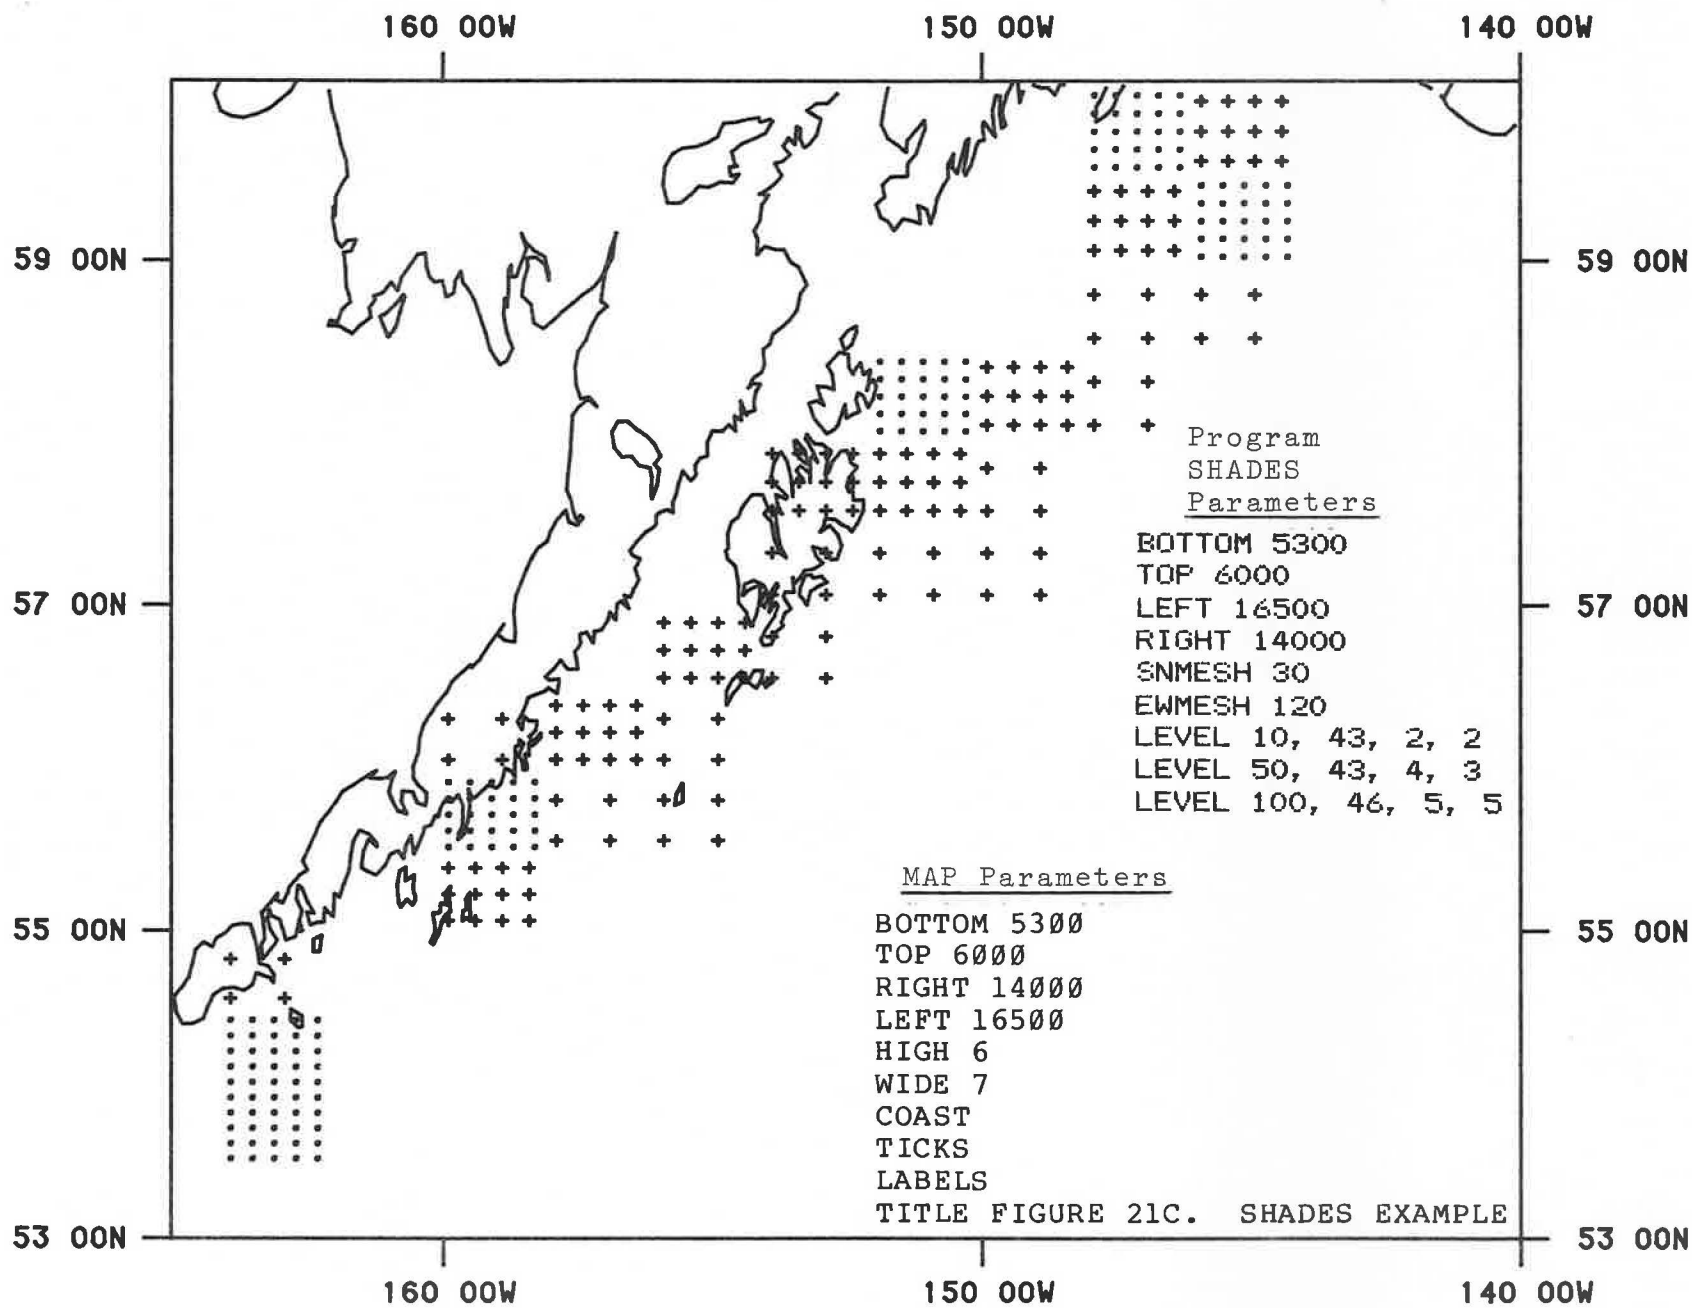 160 00W 150 00W 140 00W
59 00N 59 00N
Program
SHADES
Parameters
BOTTOM 5300
TOP 6000
57 00N 57 00N
LEFT 16500
RIGHT 14000
SNMESH 30
EWMESH 120
LEVEL 10, 43, 2, 2
LEVEL 50, 43, 4, 3
LEVEL 100, 46, 5, 5
MAP Parameters
55 00N 55 00N
BOTTOM 5300
TOP 6000
RIGHT 14000
LEFT 16500
HIGH 6
WIDE 7
COAST
TICKS
LABELS
TITLE FIGURE 21C. SHADES EXAMPLE
53 00N 53 00N
160 00W 150 00W 140 00W